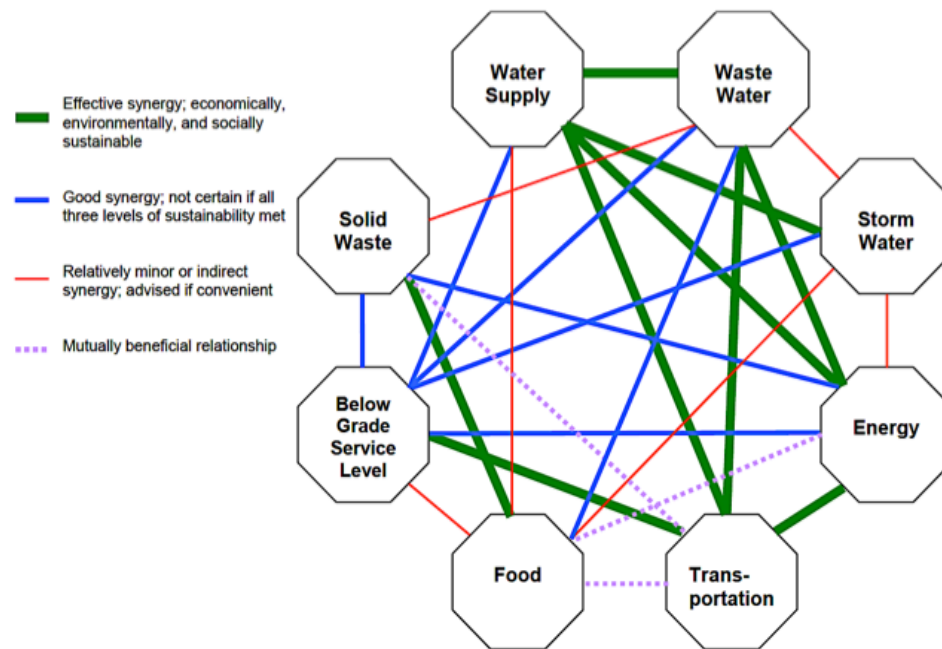 Effective synergy; economically,
environmentally, and socially
sustainable
Good synergy; not certain if all
three levels of sustainability met
Relatively minor or indirect
synergy; advised if convenient
Mutually beneficial relationship
Water
Supply
Waste
Water
Solid
Waste
Storm
Water
Below
Grade
Service
Level
Energy
Food
Trans-
portation